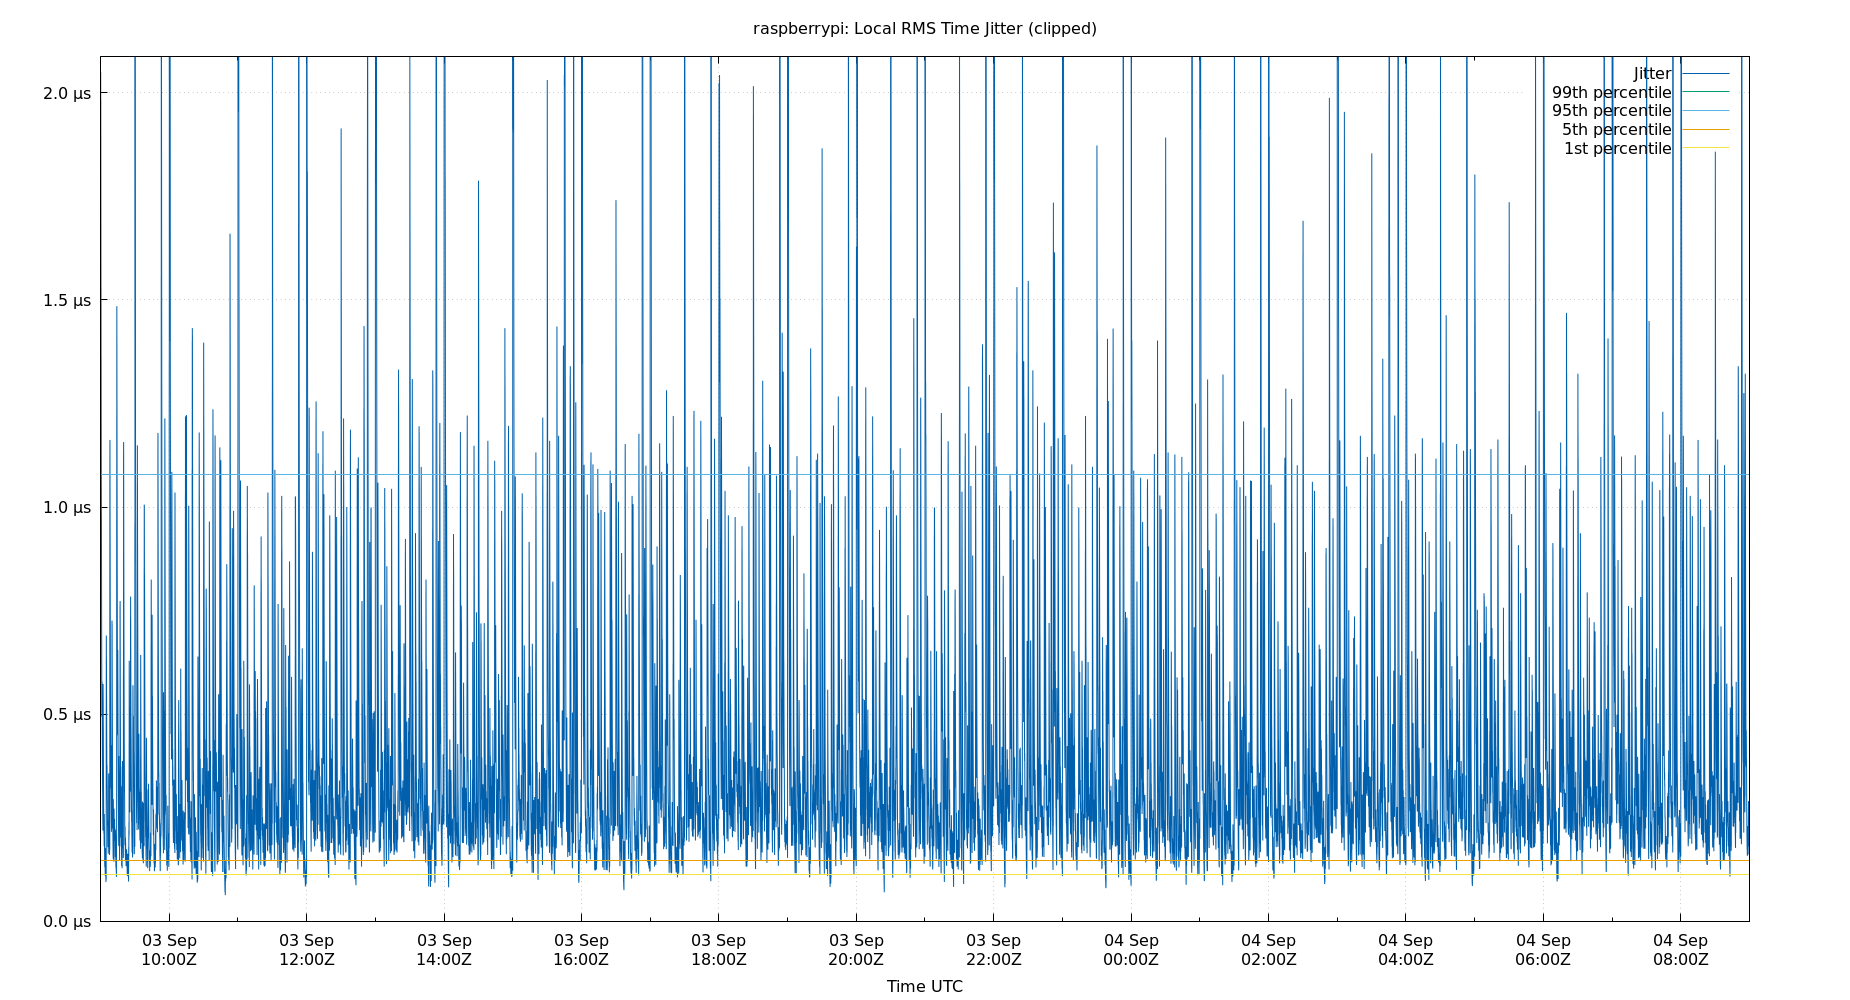 raspberrypi: Local RMS Time Jitter (clipped)
Jitter
99th percentile
95th percentile
5th percentile
1st percentile
2.0 µs
1.5 µs
1.0 µs
0.5 µs
0.0 µs
03 Sep 03 Sep 03 Sep 03 Sep 03 Sep 03 Sep 03 Sep 04 Sep 04 Sep 04 Sep 04 Sep 04 Sep
10:00Z 12:00Z 14:00Z 16:00Z 18:00Z 20:00Z 22:00Z 00:00Z 02:00Z 04:00Z 06:00Z 08:00Z
Time UTC